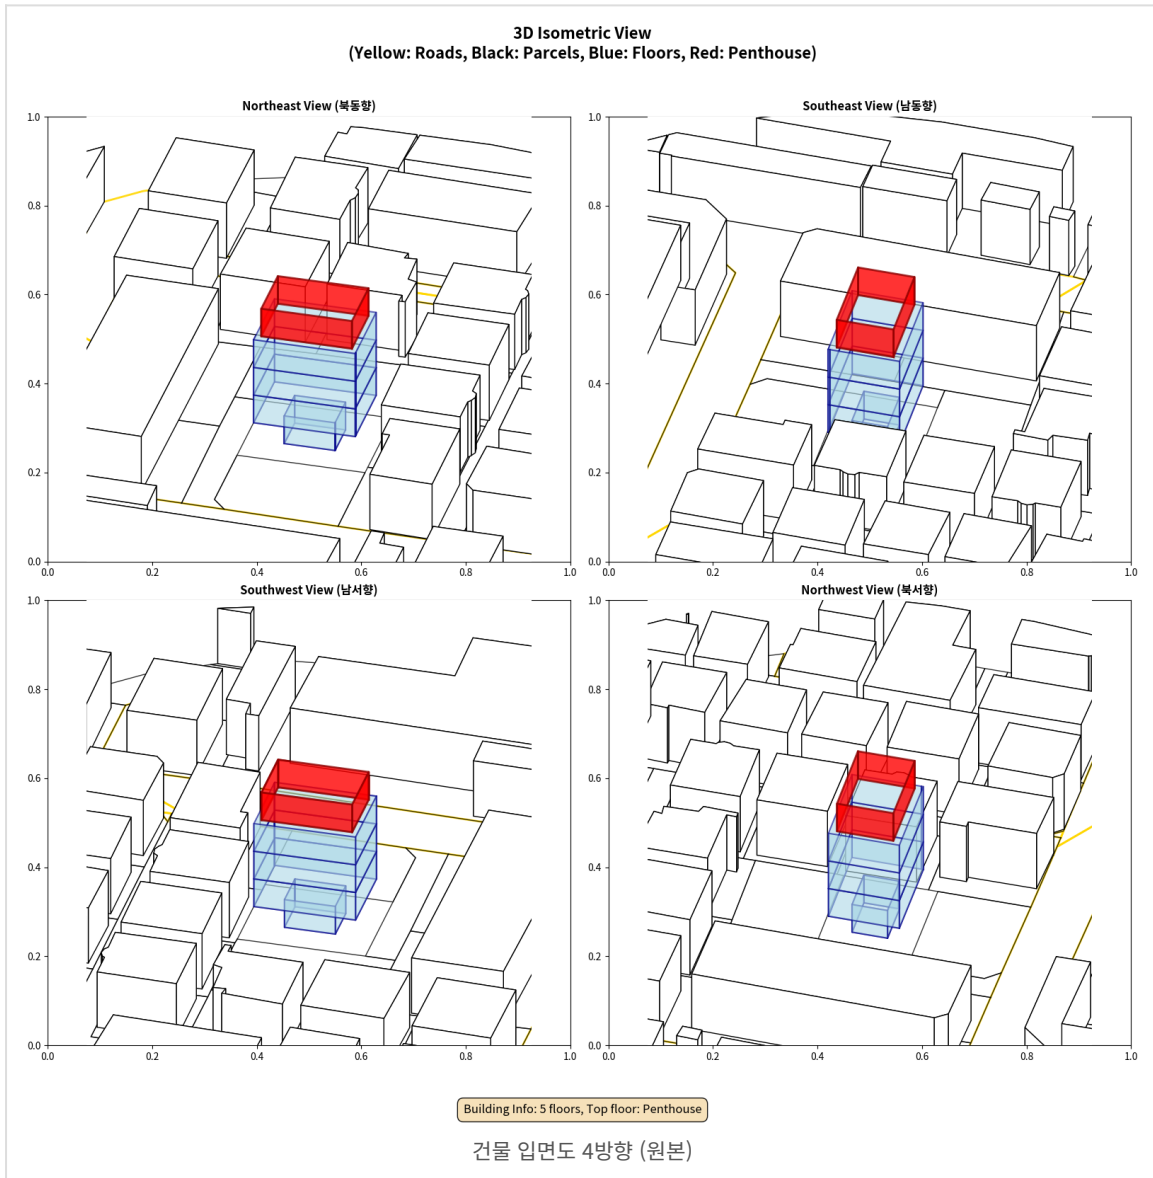 3D Isometric View
(Yellow: Roads, Black: Parcels, Blue: Floors, Red: Penthouse)
Northeast View (북동향)
1.0
0.8
0.6
0.4
0.2
0.0
0.0 0.2 0.4 0.6 0.8 1.0
Southeast View (남동향)
1.0
0.8
0.6
0.4
0.2
0.0
0.0 0.2 0.4 0.6 0.8 1.0
Southwest View (남서향)
1.0
0.8
0.6
0.4
0.2
0.0
0.0 0.2 0.4 0.6 0.8 1.0
Northwest View (북서향)
1.0
0.8
0.6
0.4
0.2
0.0
0.0 0.2 0.4 0.6 0.8 1.0
Building Info: 5 floors, Top floor: Penthouse
건물 입면도 4방향 (원본)